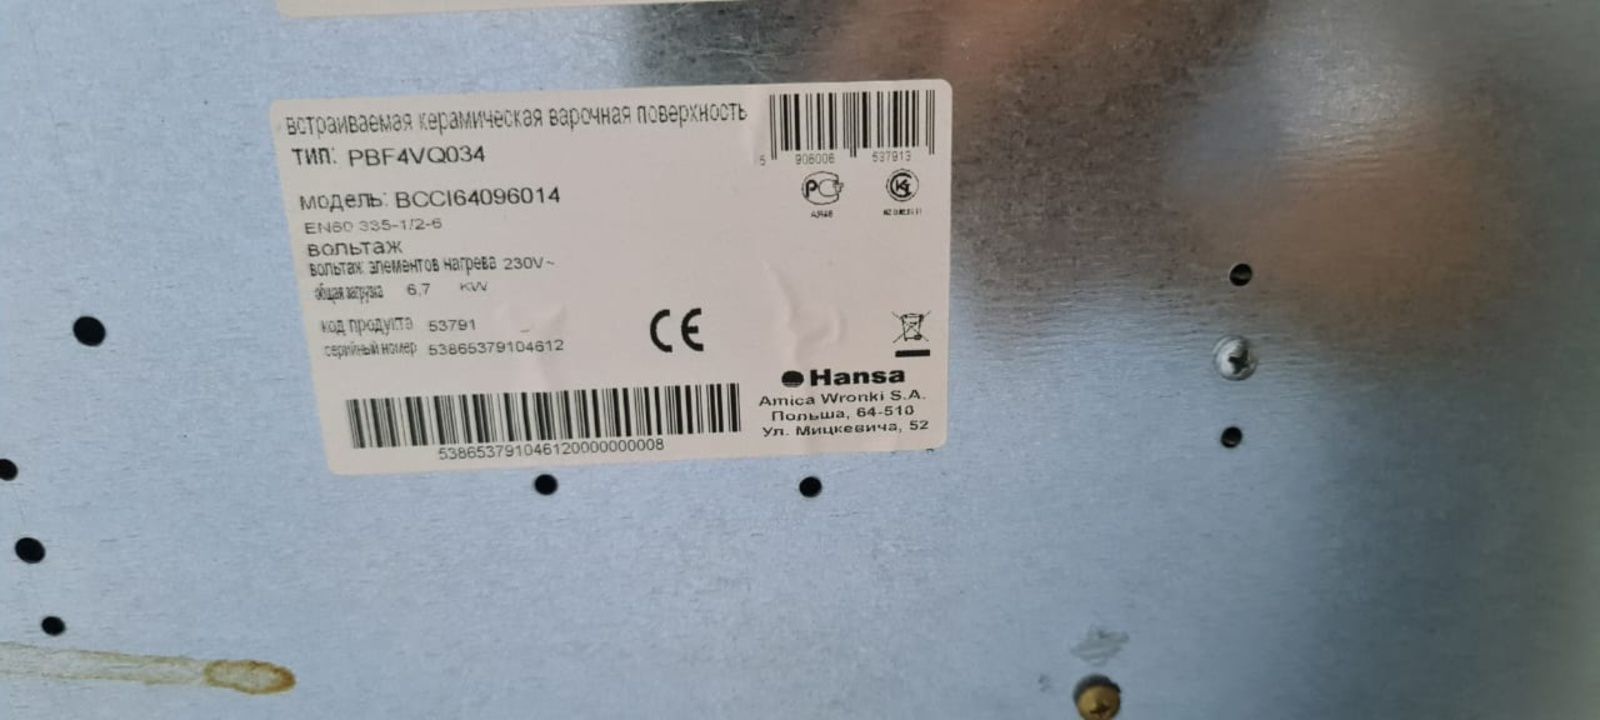 встраиваемая керамическая варочная поверхность
тип: PBF4VQ034
модель: BCCI64096014
EN60 335-1/2-6
вольтаж
вольтаж элементов нагрева 230V~
общая загрузка 6,7 KW
код продукта 53791
серийный номер 53865379104612
538653791046120000000008
5 906006 537913
РС
CE
Hansa
Amica Wronki S.A.
Польша, 64-510
Ул. Мицкевича, 52